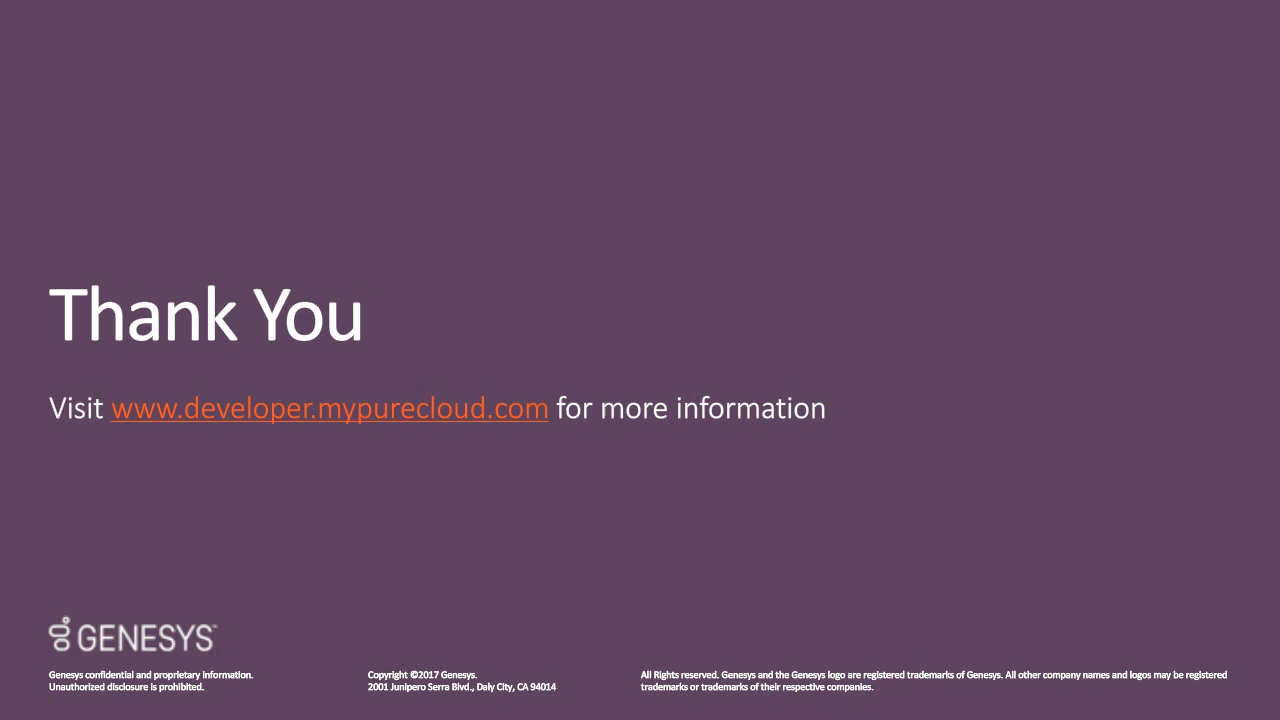 Thank You
Visit www.developer.mypurecloud.com for more information
GENESYS™
Genesys confidential and proprietary information.
Unauthorized disclosure is prohibited.
Copyright ©2017 Genesys.
2001 Junipero Serra Blvd., Daly City, CA 94014
All Rights reserved. Genesys and the Genesys logo are registered trademarks of Genesys. All other company names and logos may be registered
trademarks or trademarks of their respective companies.